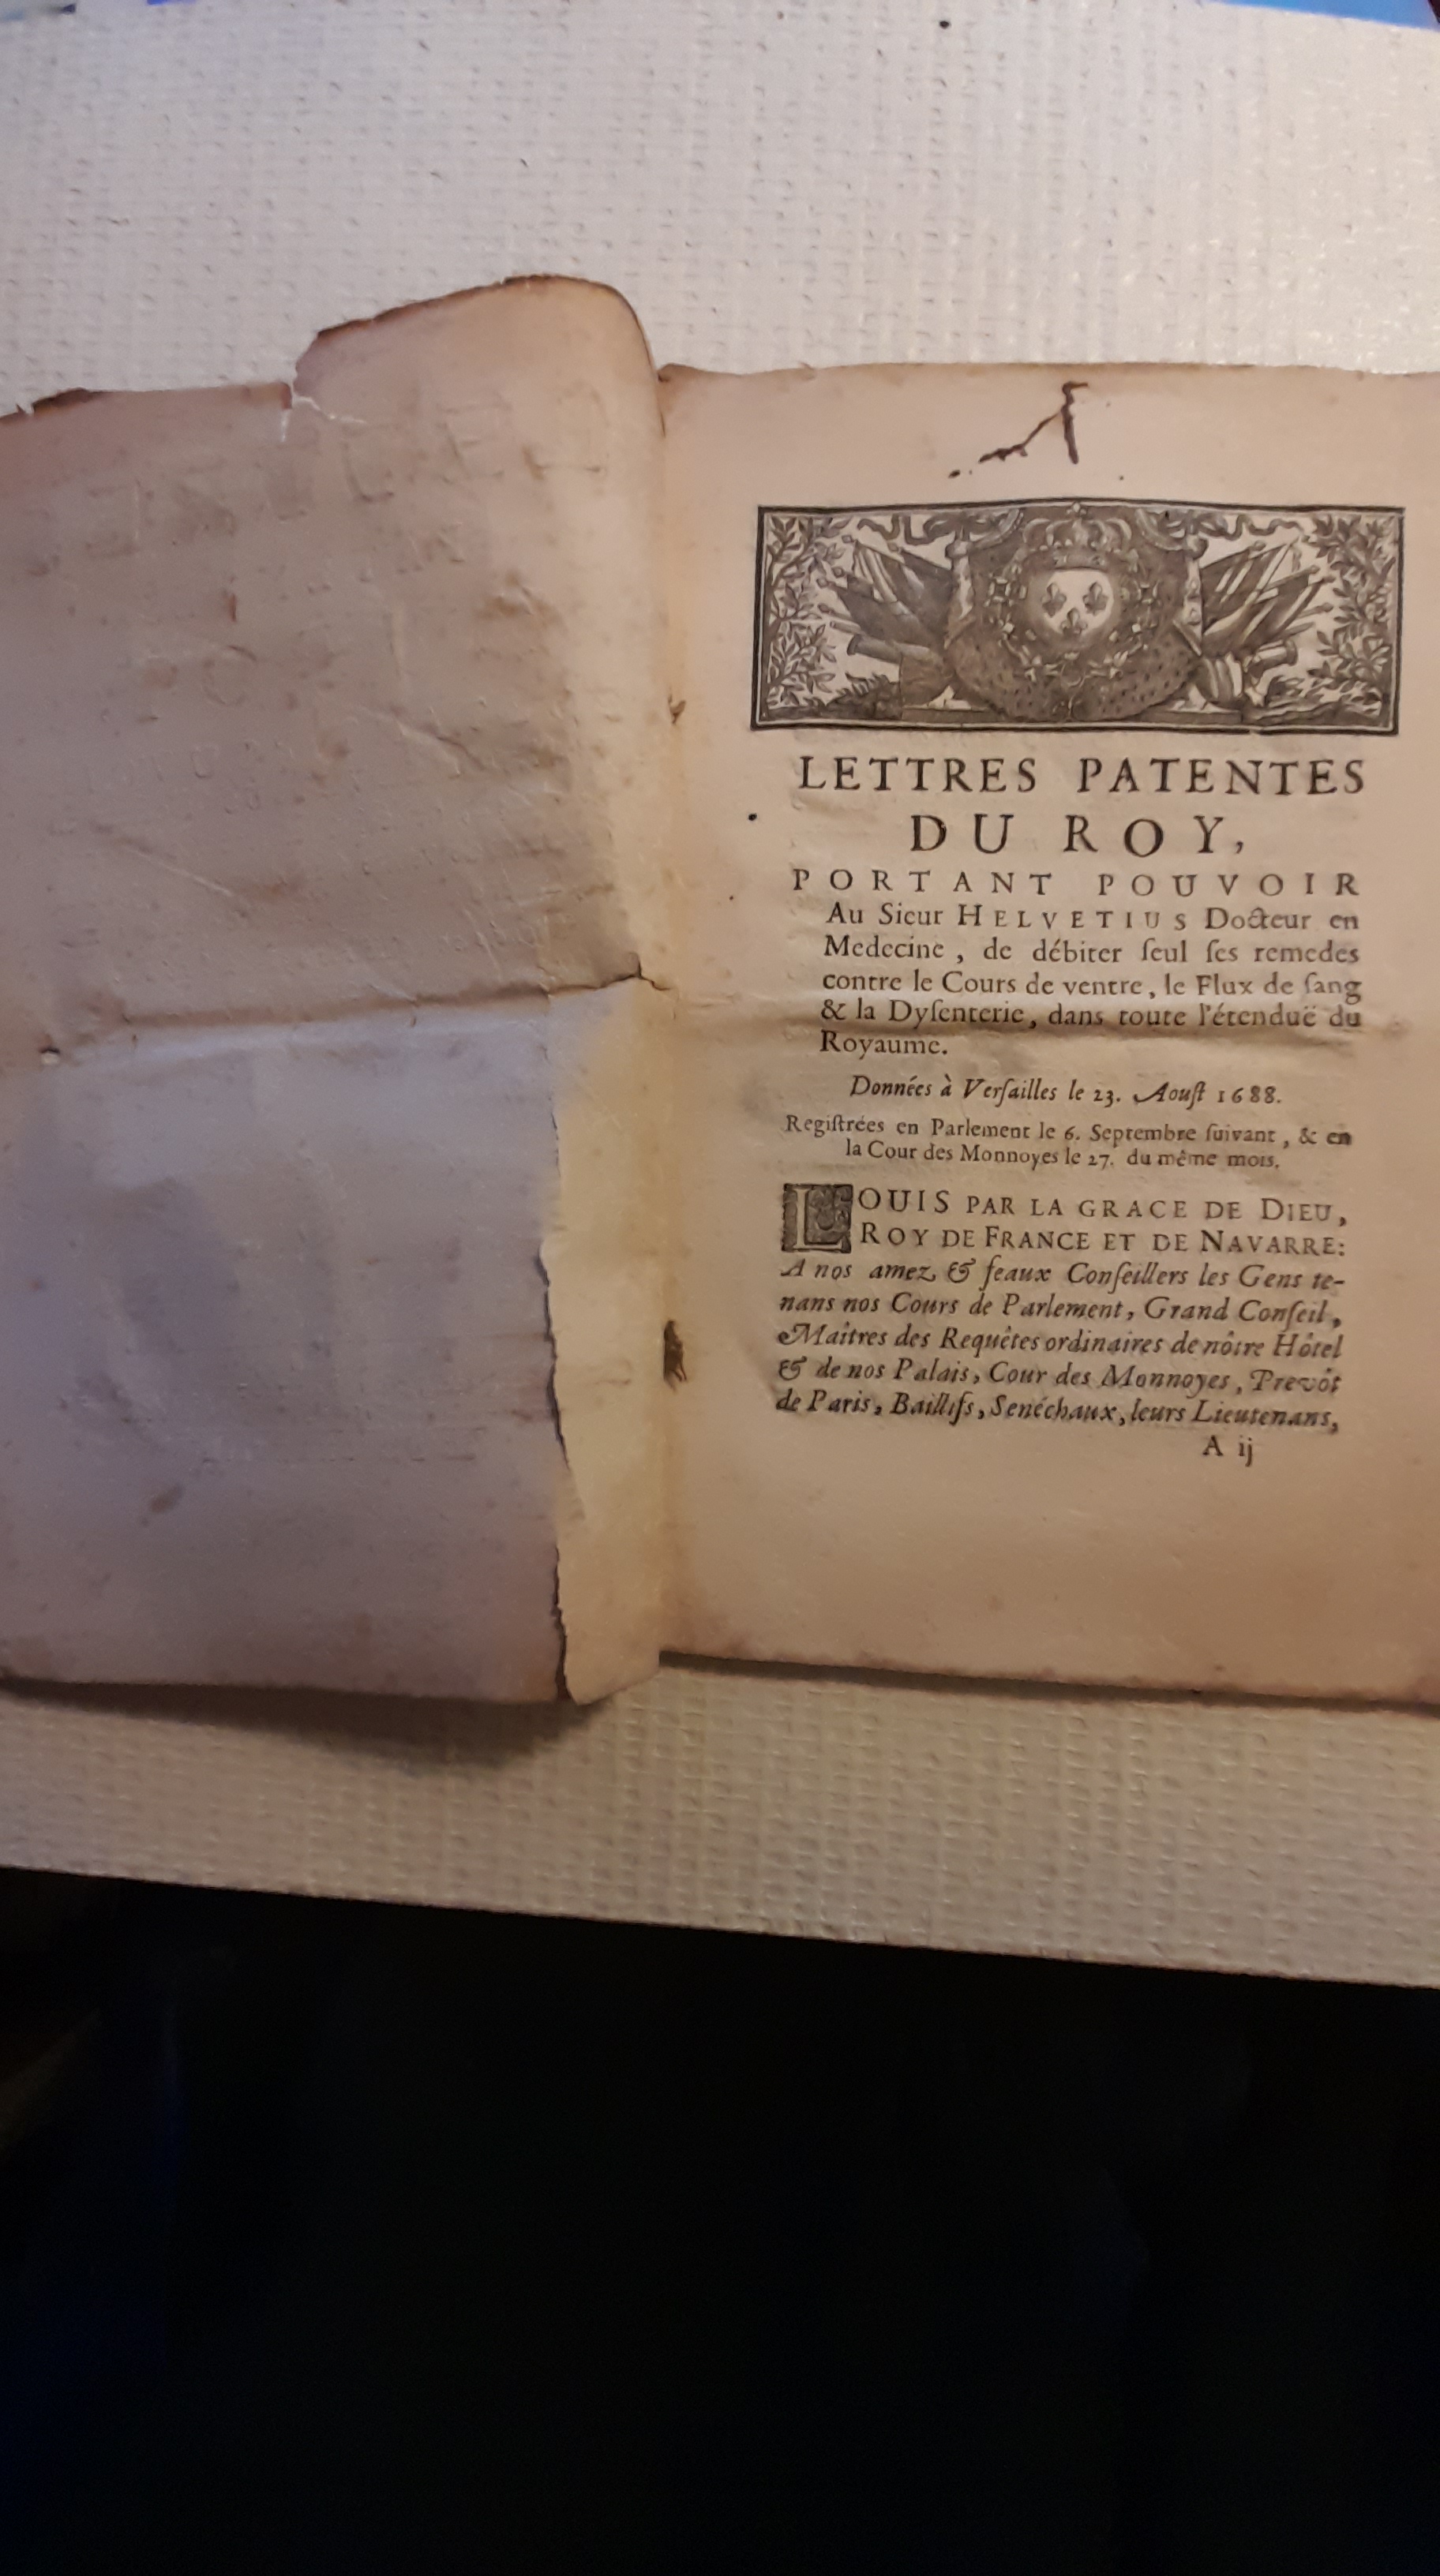 LETTRES PATENTES
DU ROY,
PORTANT POUVOIR
Au Sieur HELVETIUS Docteur en
Medecine, de débiter ſeul ſes remedes
contre le Cours de ventre, le Flux de ſang
& la Dyſenterie, dans toute l'étenduë du
Royaume.
Données à Verſailles le 23. Aouſt 1688.
Regiſtrées en Parlement le 6. Septembre ſuivant, & en
la Cour des Monnoyes le 27. du même mois.
LOUIS PAR LA GRACE DE DIEU,
ROY DE FRANCE ET DE NAVARRE:
A nos amez & feaux Conſeillers les Gens te-
nans nos Cours de Parlement, Grand Conſeil,
Maîtres des Requêtes ordinaires de nôtre Hôtel
& de nos Palais, Cour des Monnoyes, Prevôt
de Paris, Baillifs, Senéchaux, leurs Lieutenans,
A ij